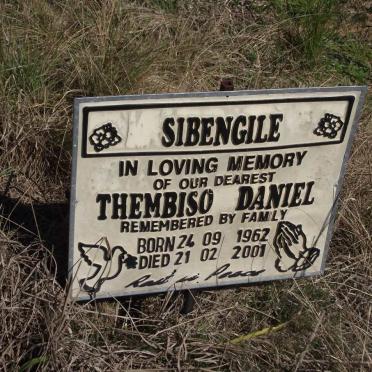 SIBENGILE
IN LOVING MEMORY
OF OUR DEAREST
THEMBISO DANIEL
REMEMBERED BY FAMILY
BORN 24 09 1962
DIED 21 02 2001
Rest in Peace